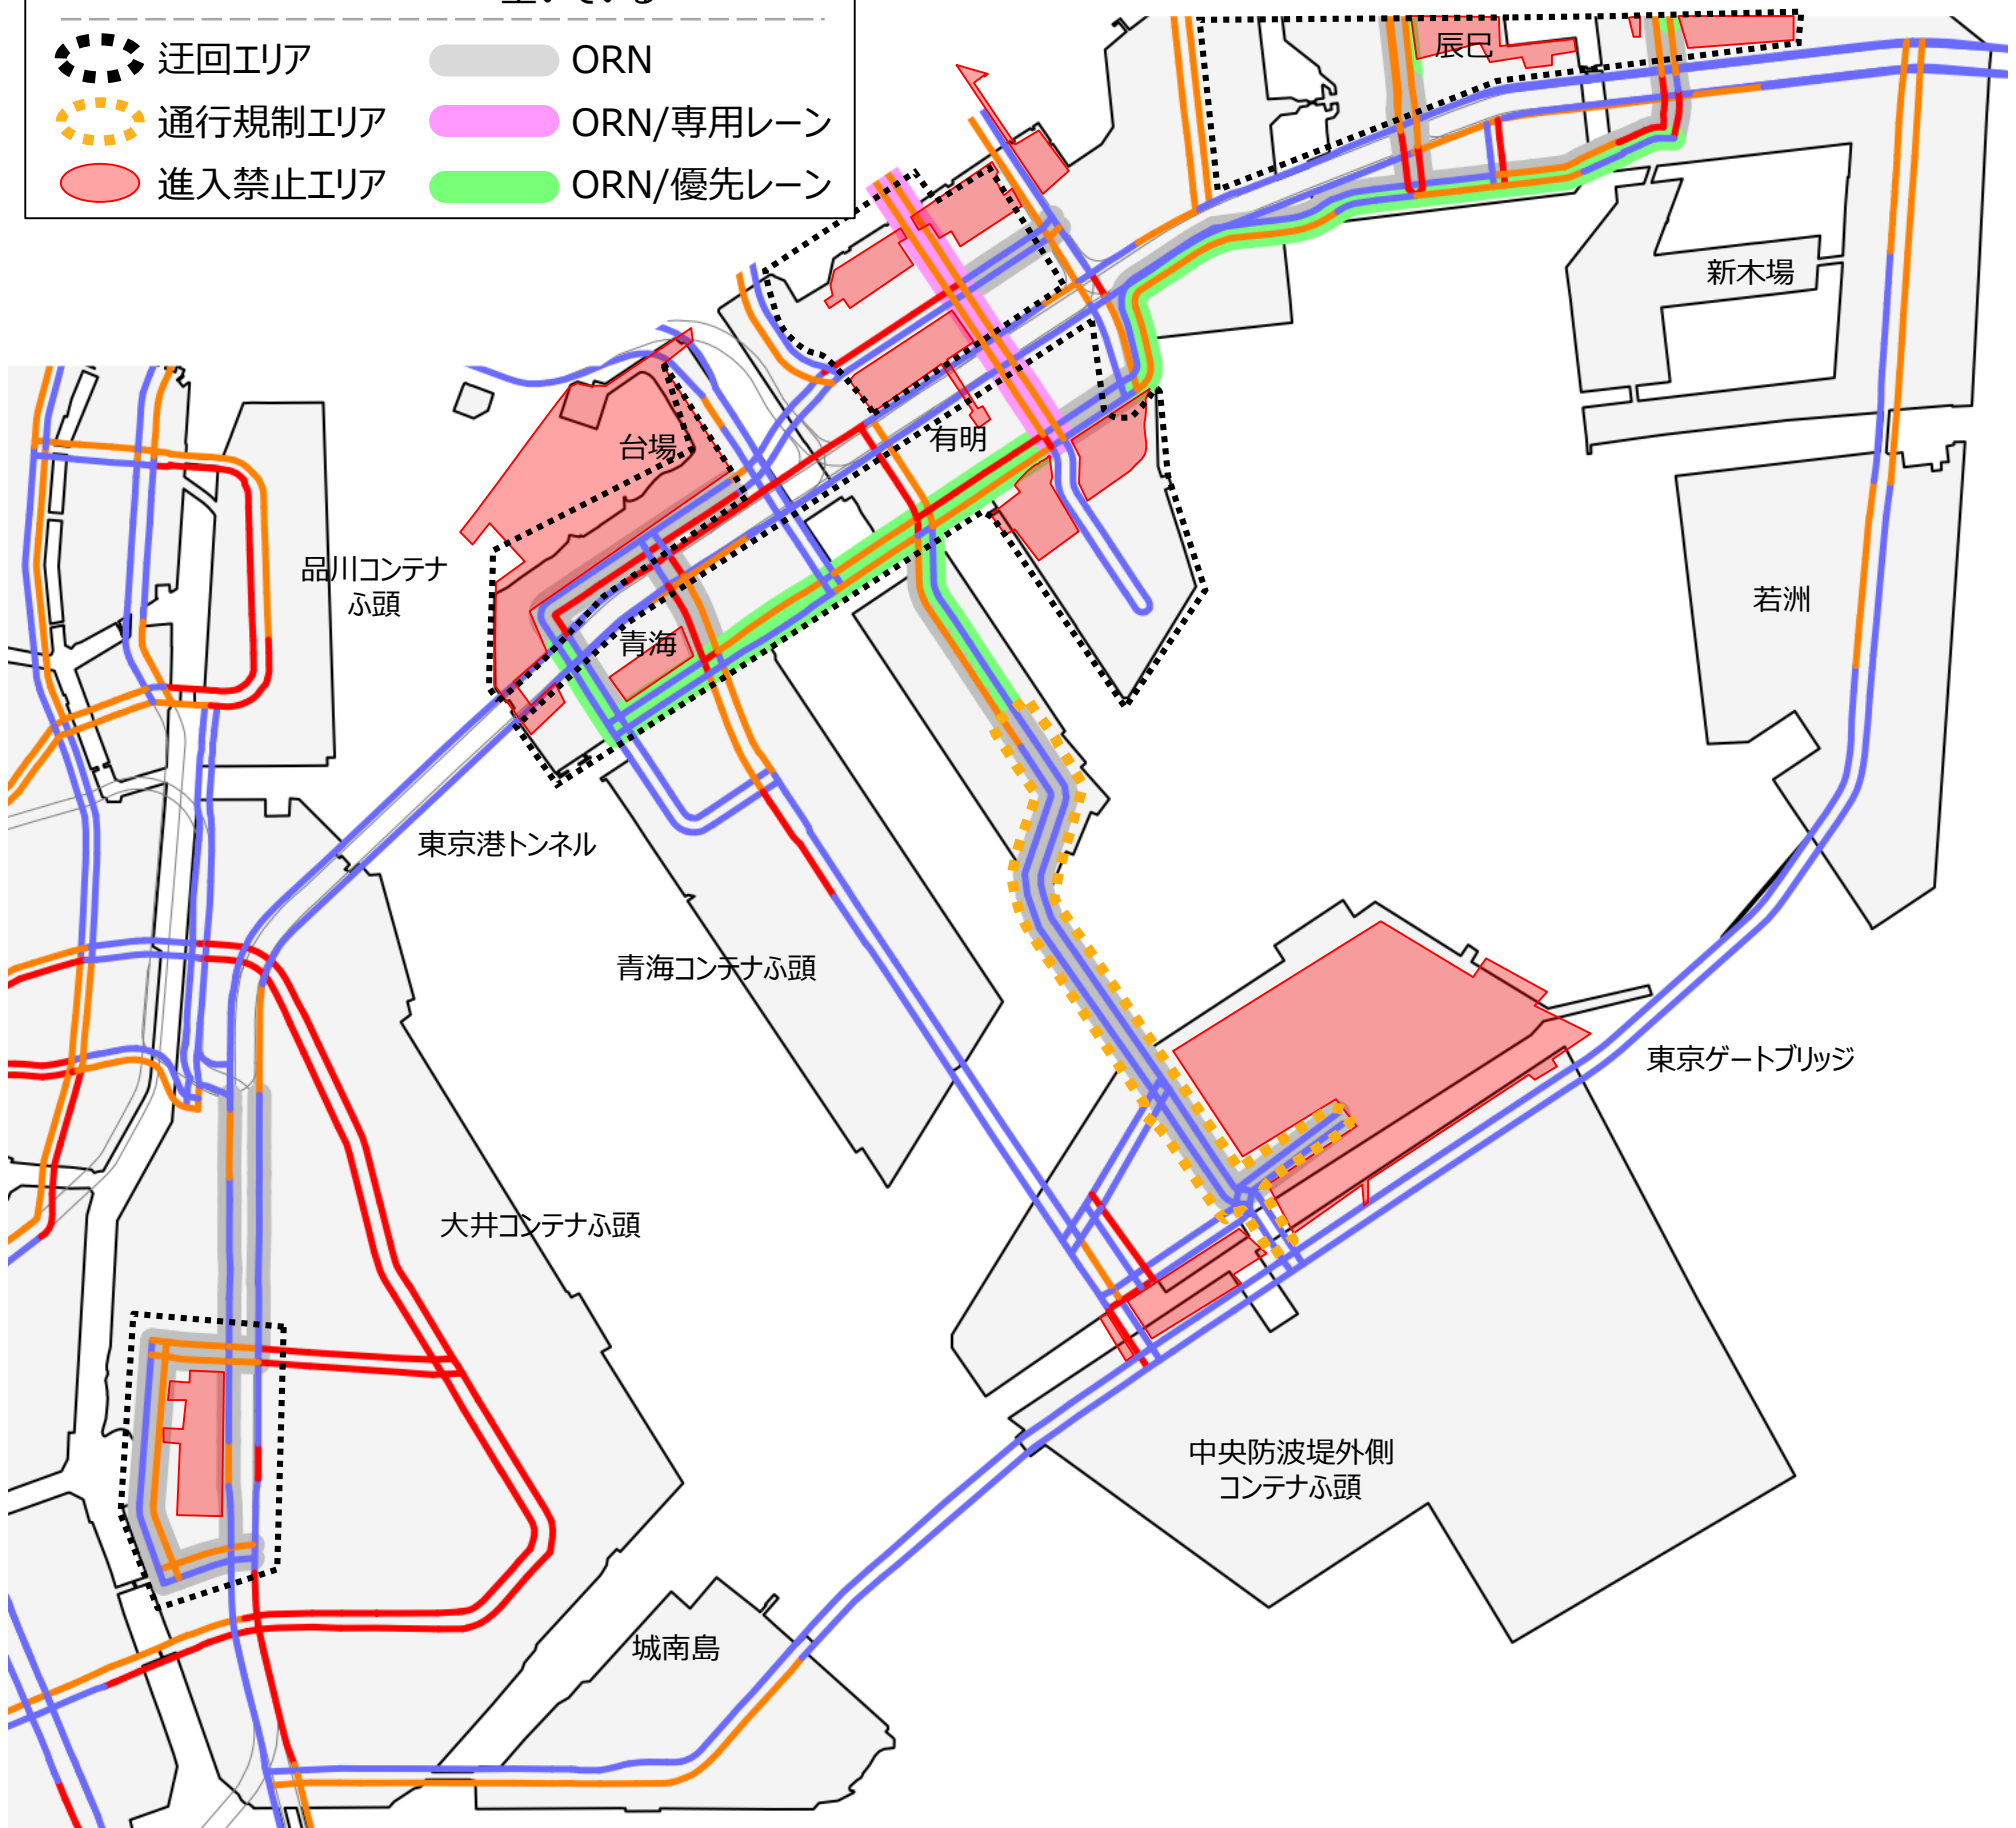 空いている
迂回エリア
ORN
通行規制エリア
ORN/専用レーン
進入禁止エリア
ORN/優先レーン
辰巳
新木場
台場
有明
品川コンテナ
ふ頭
若洲
青海
東京港トンネル
青海コンテナふ頭
東京ゲートブリッジ
大井コンテナふ頭
中央防波堤外側
コンテナふ頭
城南島